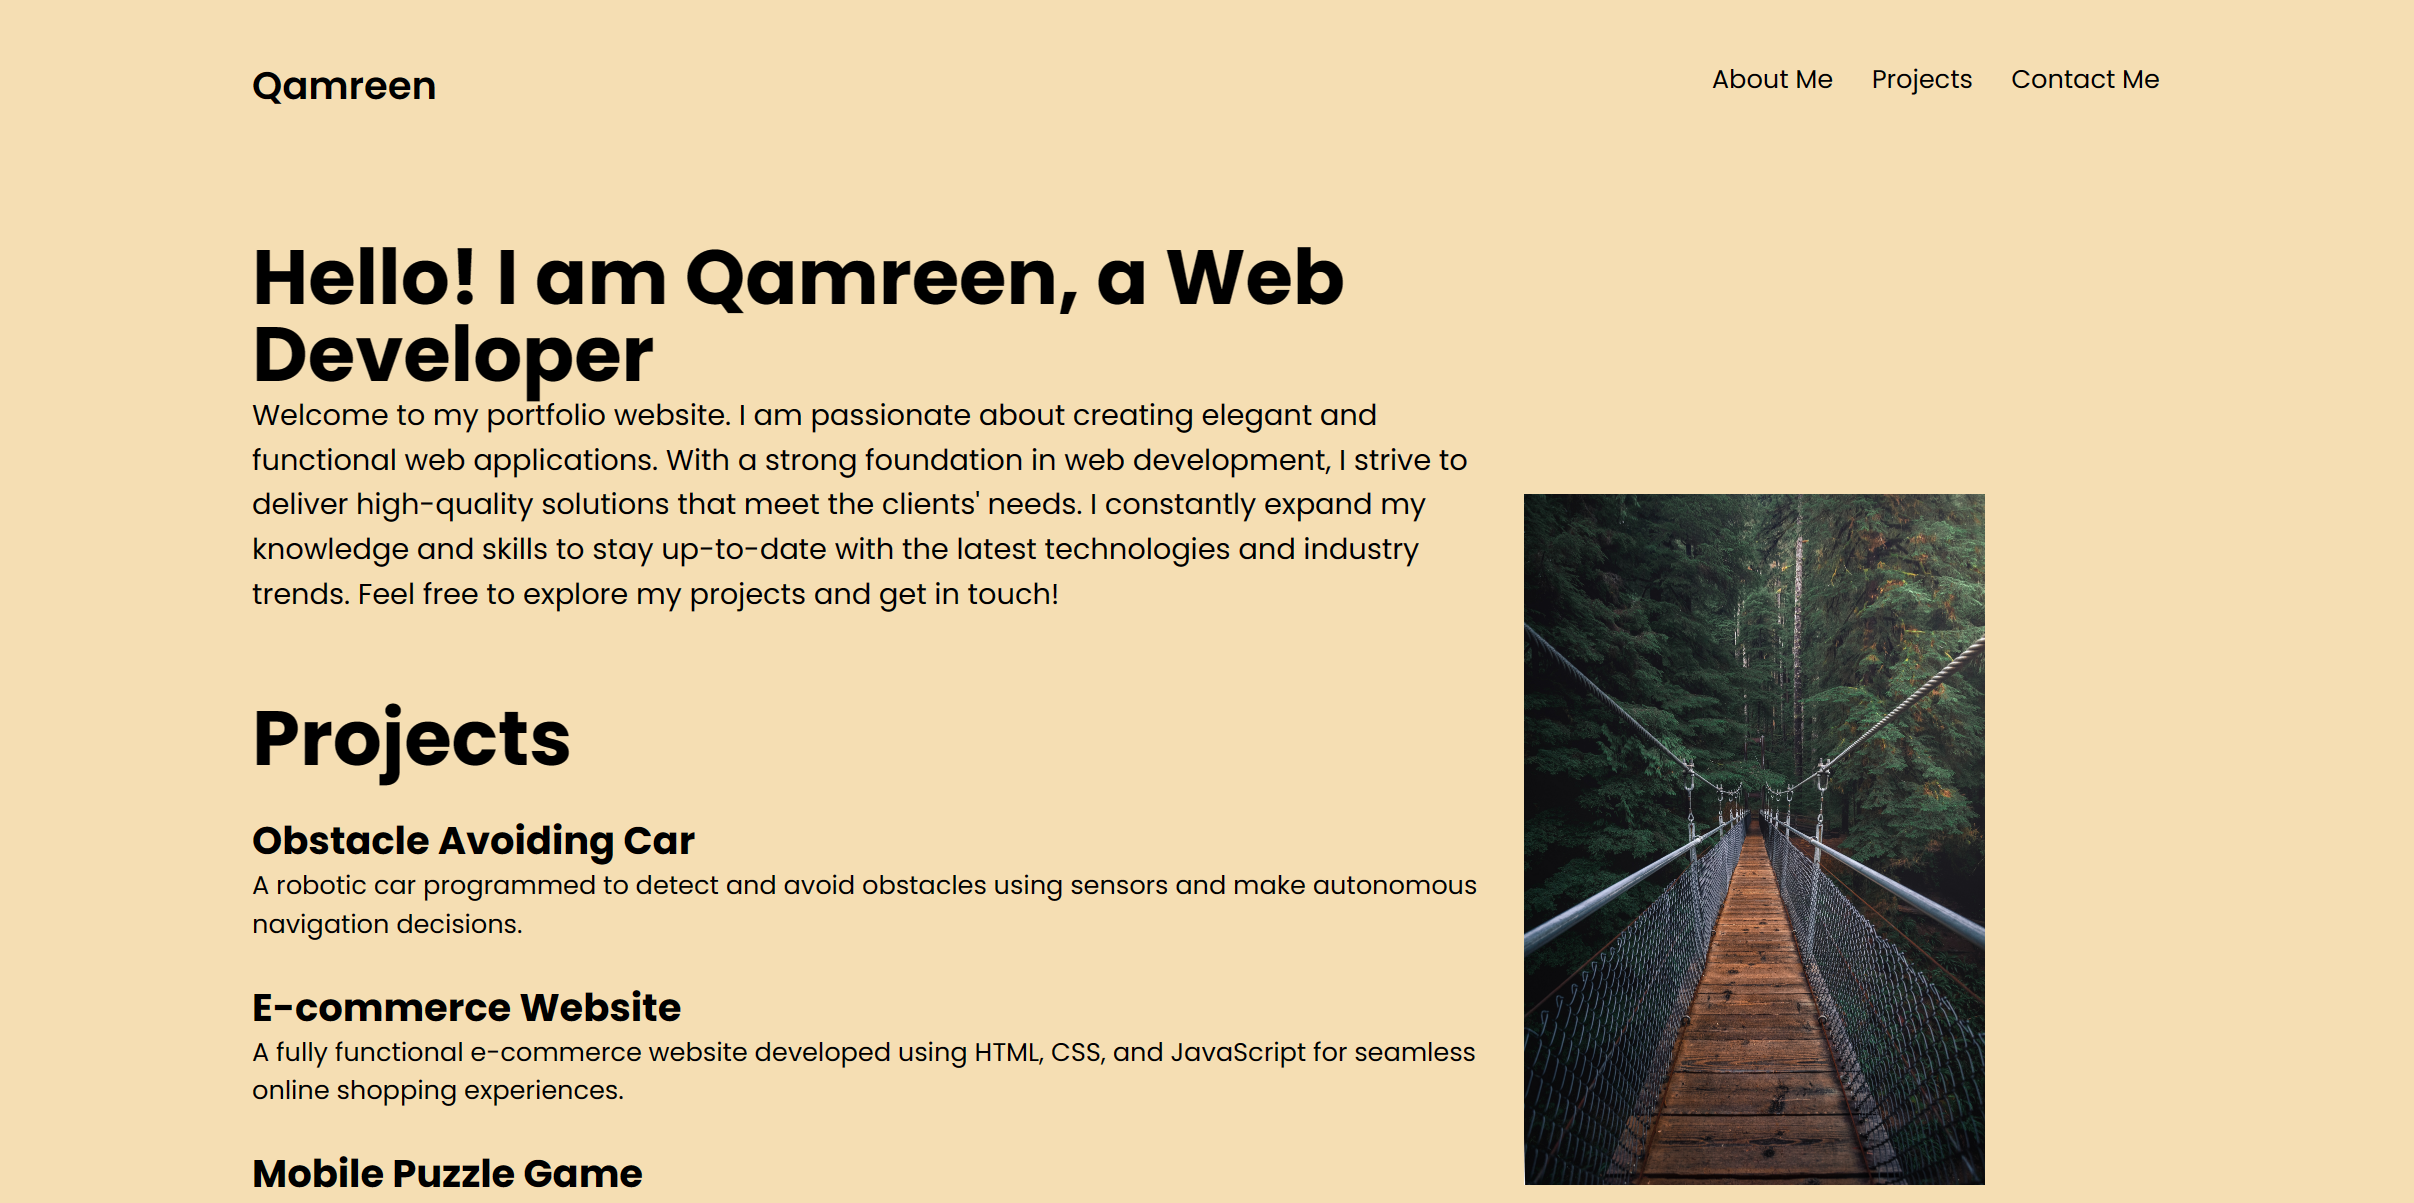 Qamreen
About Me Projects Contact Me
Hello! I am Qamreen, a Web
Developer
Welcome to my portfolio website. I am passionate about creating elegant and
functional web applications. With a strong foundation in web development, I strive to
deliver high-quality solutions that meet the clients' needs. I constantly expand my
knowledge and skills to stay up-to-date with the latest technologies and industry
trends. Feel free to explore my projects and get in touch!
Projects
Obstacle Avoiding Car
A robotic car programmed to detect and avoid obstacles using sensors and make autonomous
navigation decisions.
E-commerce Website
A fully functional e-commerce website developed using HTML, CSS, and JavaScript for seamless
online shopping experiences.
Mobile Puzzle Game